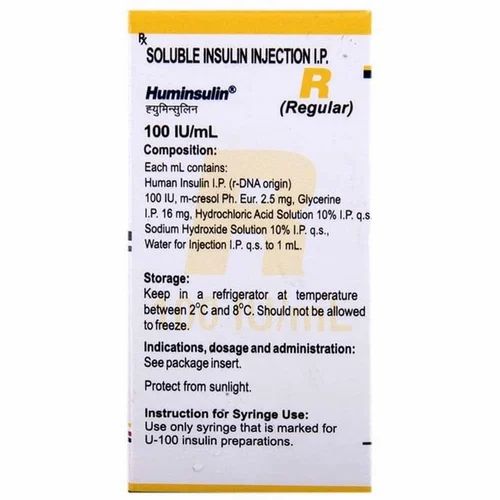 Rx
SOLUBLE INSULIN INJECTION I.P.
Huminsulin® R
ह्युमिन्सुलिन (Regular)
100 IU/mL
Composition:
Each mL contains:
Human Insulin I.P. (r-DNA origin)
100 IU, m-cresol Ph. Eur. 2.5 mg, Glycerine
I.P. 16 mg, Hydrochloric Acid Solution 10% I.P. q.s
Sodium Hydroxide Solution 10% I.P. q.s.,
Water for Injection I.P. q.s. to 1 mL.
Storage:
Keep in a refrigerator at temperature
between 2°C and 8°C. Should not be allowed
to freeze.
Indications, dosage and administration:
See package insert.
Protect from sunlight.
Instruction for Syringe Use:
Use only syringe that is marked for
U-100 insulin preparations.
R
100 IU/mL